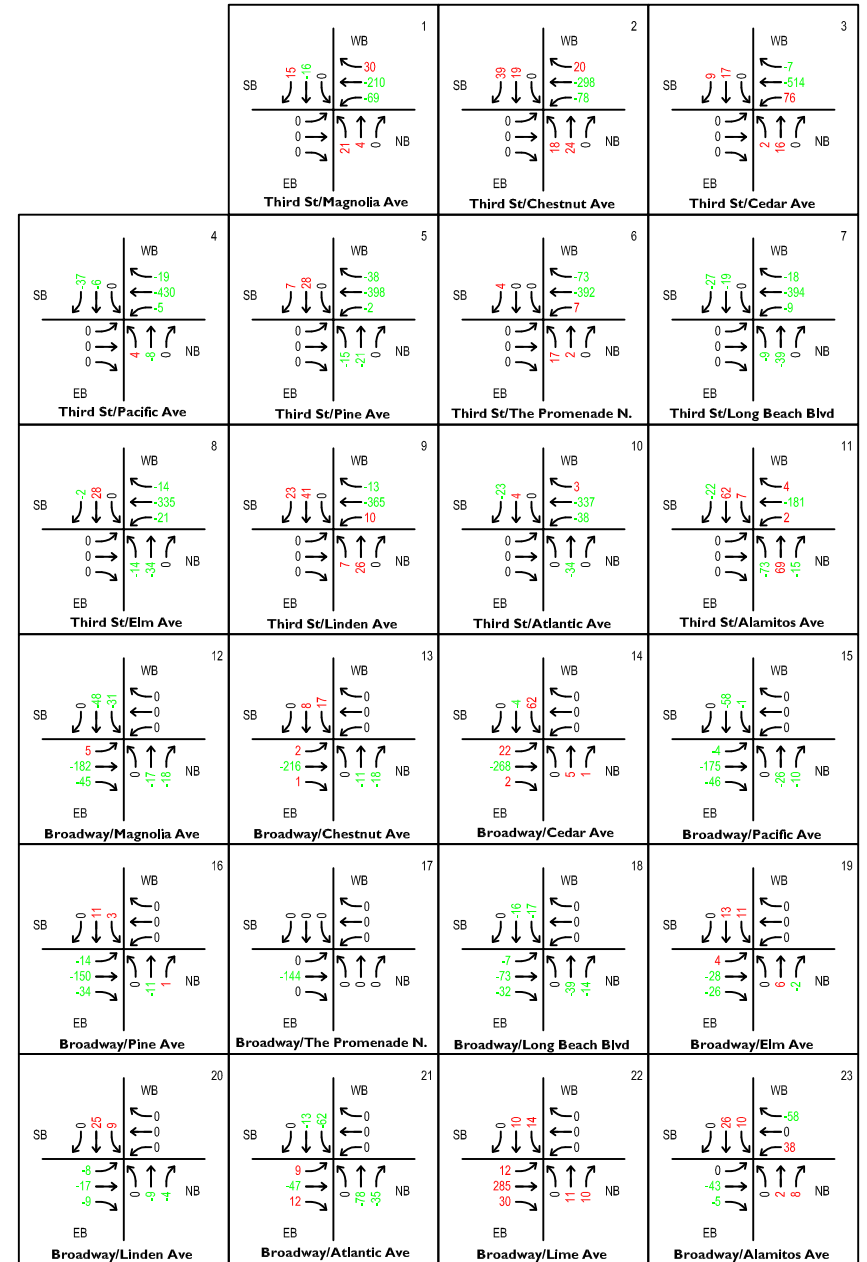 1
WB
SB
15 -16 0
30
-210
-69
0
0
0
21 4 0
NB
EB
Third St/Magnolia Ave
2
WB
SB
39 19 0
20
-298
-78
0
0
0
18 24 0
NB
EB
Third St/Chestnut Ave
3
WB
SB
9 17 0
-7
-514
76
0
0
0
2 16 0
NB
EB
Third St/Cedar Ave
4
WB
SB
-37 -6 0
-19
-430
-5
0
0
0
4 -8 0
NB
EB
Third St/Pacific Ave
5
WB
SB
7 28 0
-38
-396
-2
0
0
0
-15 -21 0
NB
EB
Third St/Pine Ave
6
WB
SB
4 0 0
-73
-392
7
0
0
0
17 2 0
NB
EB
Third St/The Promenade N.
7
WB
SB
-27 -19 0
-18
-394
-9
0
0
0
-9 -39 0
NB
EB
Third St/Long Beach Blvd
8
WB
SB
-2 28 0
-14
-335
-21
0
0
0
-14 -34 0
NB
EB
Third St/Elm Ave
9
WB
SB
23 41 0
-13
-365
10
0
0
0
7 26 0
NB
EB
Third St/Linden Ave
10
WB
SB
-23 4 0
3
-337
-38
0
0
0
0 -34 0
NB
EB
Third St/Atlantic Ave
11
WB
SB
-22 62 7
4
-181
2
0
0
0
-73 69 -15
NB
EB
Third St/Alamitos Ave
12
WB
SB
0 -48 -31
0
0
0
5
-182
-45
0 -17 -18
NB
EB
Broadway/Magnolia Ave
13
WB
SB
0 8 17
0
0
0
2
-216
1
0 -11 -18
NB
EB
Broadway/Chestnut Ave
14
WB
SB
0 -4 62
0
0
0
22
-268
2
0 5 1
NB
EB
Broadway/Cedar Ave
15
WB
SB
0 -58 -1
0
0
0
-4
-175
-46
0 -26 -10
NB
EB
Broadway/Pacific Ave
16
WB
SB
0 11 3
0
0
0
-14
-150
-34
0 -11 1
NB
EB
Broadway/Pine Ave
17
WB
SB
0 0 0
0
0
0
0
-144
0
0 0 0
NB
EB
Broadway/The Promenade N.
18
WB
SB
0 -16 -17
0
0
0
-7
-73
-32
0 -39 -14
NB
EB
Broadway/Long Beach Blvd
19
WB
SB
0 13 11
0
0
0
4
-28
-26
0 6 -2
NB
EB
Broadway/Elm Ave
20
WB
SB
0 25 9
0
0
0
-8
-17
-9
0 -9 -4
NB
EB
Broadway/Linden Ave
21
WB
SB
0 -13 -62
0
0
0
9
-47
12
0 -78 -35
NB
EB
Broadway/Atlantic Ave
22
WB
SB
0 10 14
0
0
0
12
285
30
0 11 10
NB
EB
Broadway/Lime Ave
23
WB
SB
0 26 10
-58
0
38
0
-43
-5
0 2 8
NB
EB
Broadway/Alamitos Ave